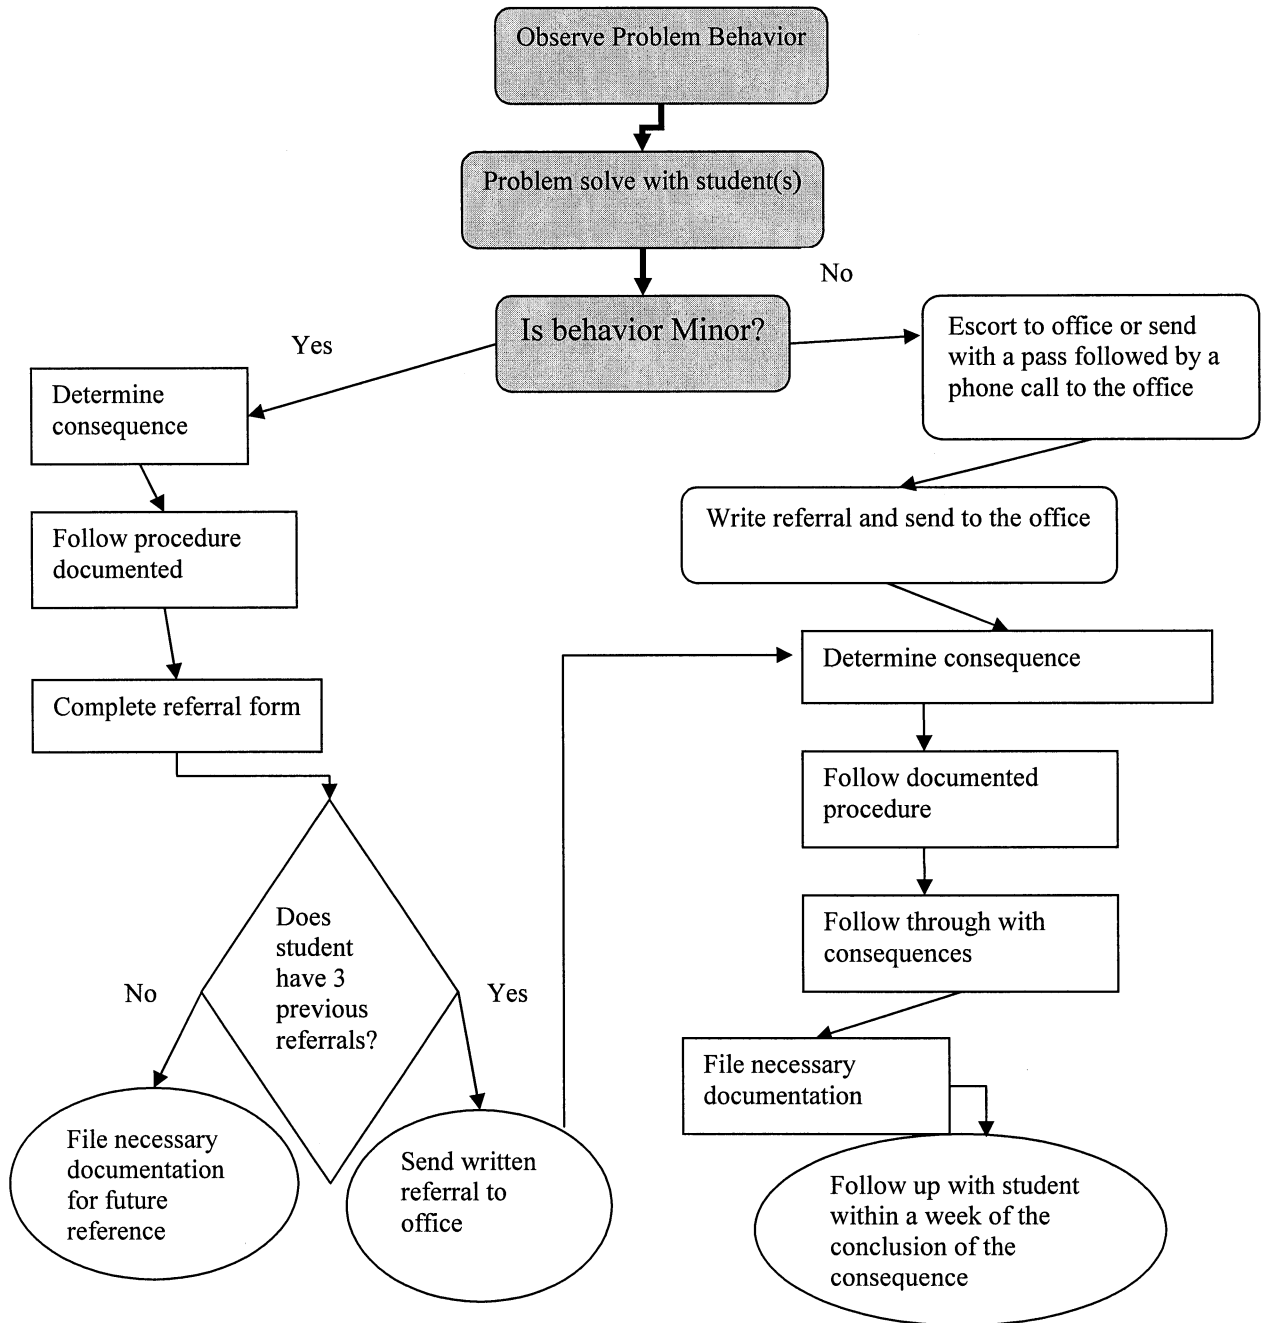 Observe Problem Behavior
Problem solve with student(s)
No
Is behavior Minor?
Yes
Escort to office or send
with a pass followed by a
phone call to the office
Determine
consequence
Write referral and send to the office
Follow procedure
documented
Determine consequence
Complete referral form
Follow documented
procedure
Does
student
have 3
previous
referrals?
No
Yes
Follow through with
consequences
File necessary
documentation
File necessary
documentation
for future
reference
Send written
referral to
office
Follow up with student
within a week of the
conclusion of the
consequence